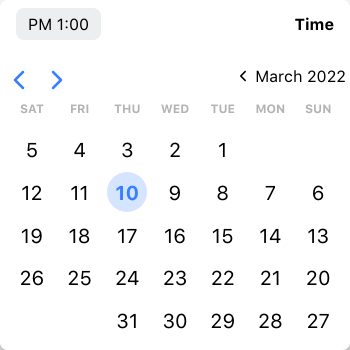 PM 1:00 Time
March 2022
SAT FRI THU WED TUE MON SUN
5 4 3 2 1
12 11 10 9 8 7 6
19 18 17 16 15 14 13
26 25 24 23 22 21 20
31 30 29 28 27